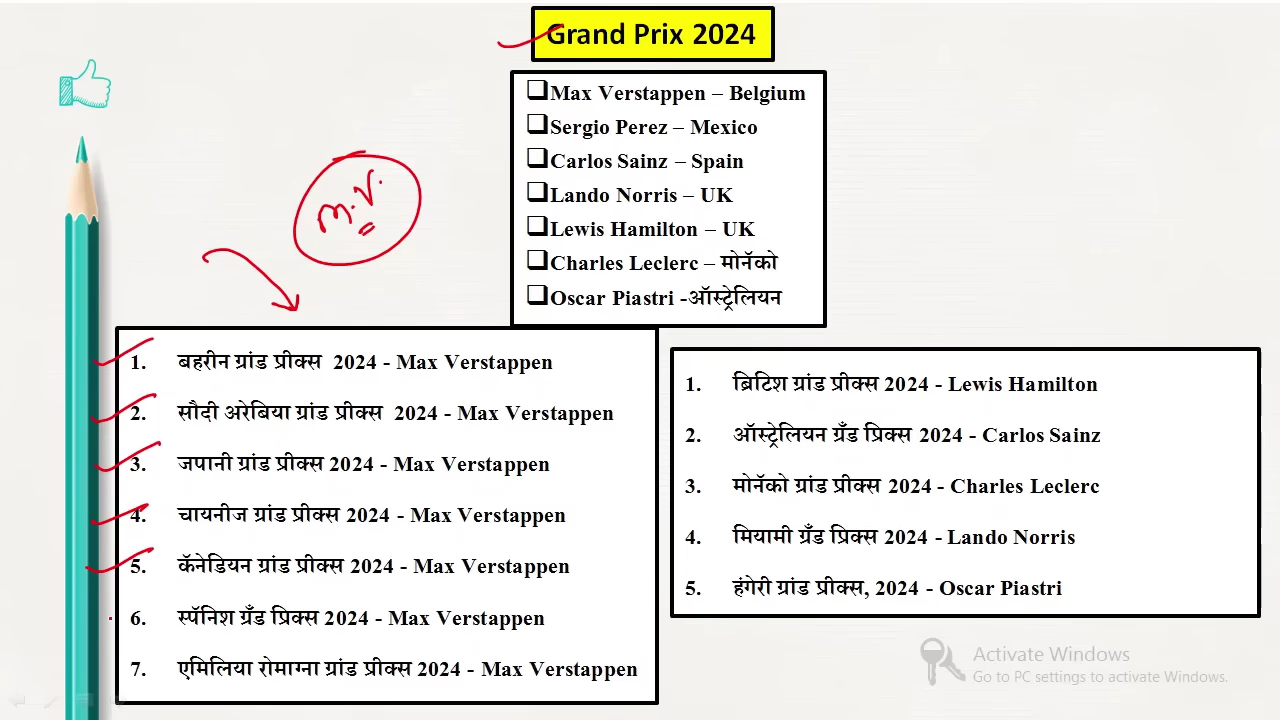 Grand Prix 2024
Max Verstappen – Belgium
Sergio Perez – Mexico
Carlos Sainz – Spain
Lando Norris – UK
Lewis Hamilton – UK
Charles Leclerc – मोनॅको
Oscar Piastri -ऑस्ट्रेलियन
M.V.
1. बहरीन ग्रांड प्रीक्स 2024 - Max Verstappen
2. सौदी अरेबिया ग्रांड प्रीक्स 2024 - Max Verstappen
3. जपानी ग्रांड प्रीक्स 2024 - Max Verstappen
4. चायनीज ग्रांड प्रीक्स 2024 - Max Verstappen
5. कॅनेडियन ग्रांड प्रीक्स 2024 - Max Verstappen
6. स्पॅनिश ग्रँड प्रिक्स 2024 - Max Verstappen
7. एमिलिया रोमाग्ना ग्रांड प्रीक्स 2024 - Max Verstappen
1. ब्रिटिश ग्रांड प्रीक्स 2024 - Lewis Hamilton
2. ऑस्ट्रेलियन ग्रँड प्रिक्स 2024 - Carlos Sainz
3. मोनॅको ग्रांड प्रीक्स 2024 - Charles Leclerc
4. मियामी ग्रँड प्रिक्स 2024 - Lando Norris
5. हंगेरी ग्रांड प्रीक्स, 2024 - Oscar Piastri
Activate Windows
Go to PC settings to activate Windows.